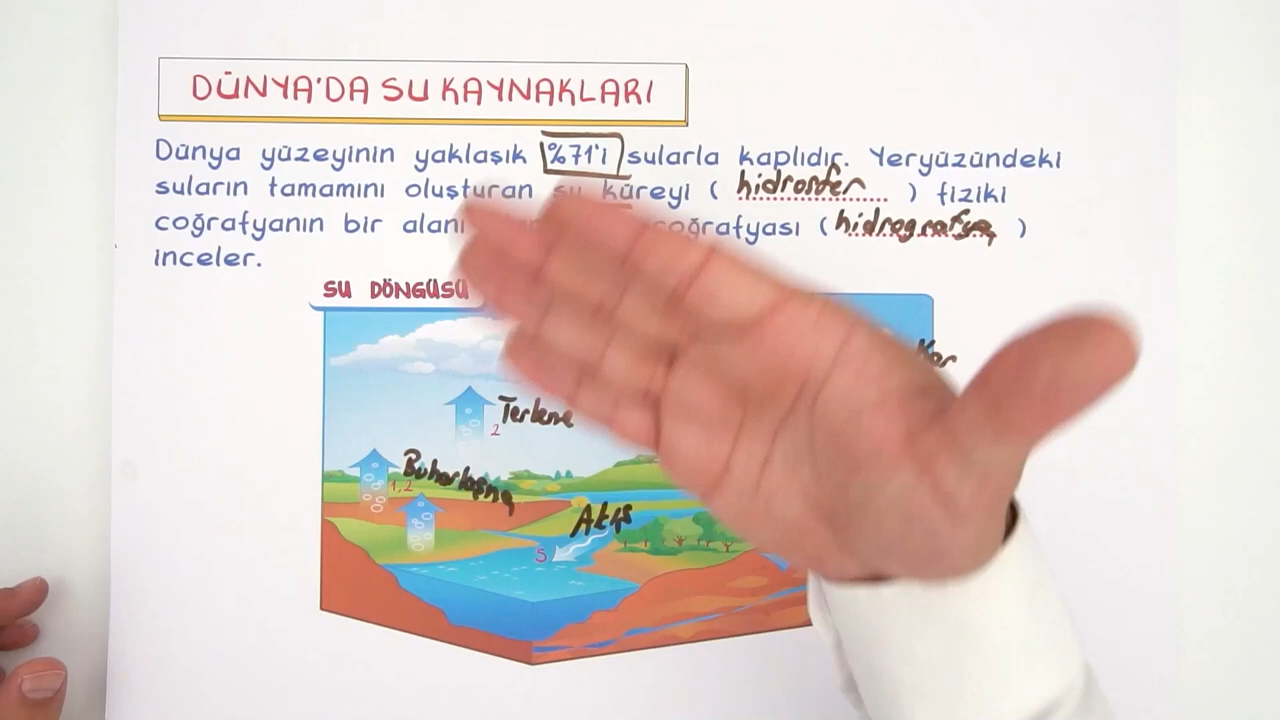 DÜNYA'DA SU KAYNAKLARI
Dünya yüzeyinin yaklaşık %71'i sularla kaplıdır. Yeryüzündeki
suların tamamını oluşturan su küreyi ( hidrosfer ) fiziki
coğrafyanın bir alanı coğrafyası ( hidrografya )
inceler.
SU DÖNGÜSÜ
Kar
Terleme
2
Buharlaşma
1,2
Akış
5